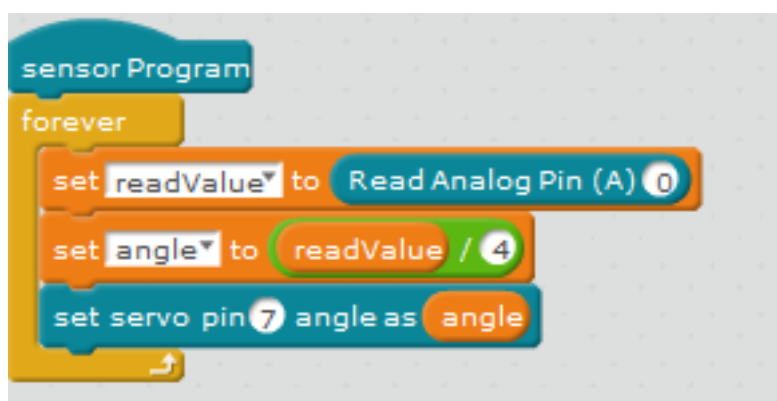 sensor Program
forever
set readValue to Read Analog Pin (A) 0
set angle to readValue / 4
set servo pin 7 angle as angle